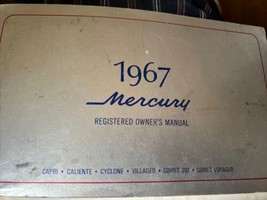 1967
Mercury
REGISTERED OWNER'S MANUAL
CAPRI • CALIENTE • CYCLONE • VILLAGER • COMET 202 • COMET VOYAGER